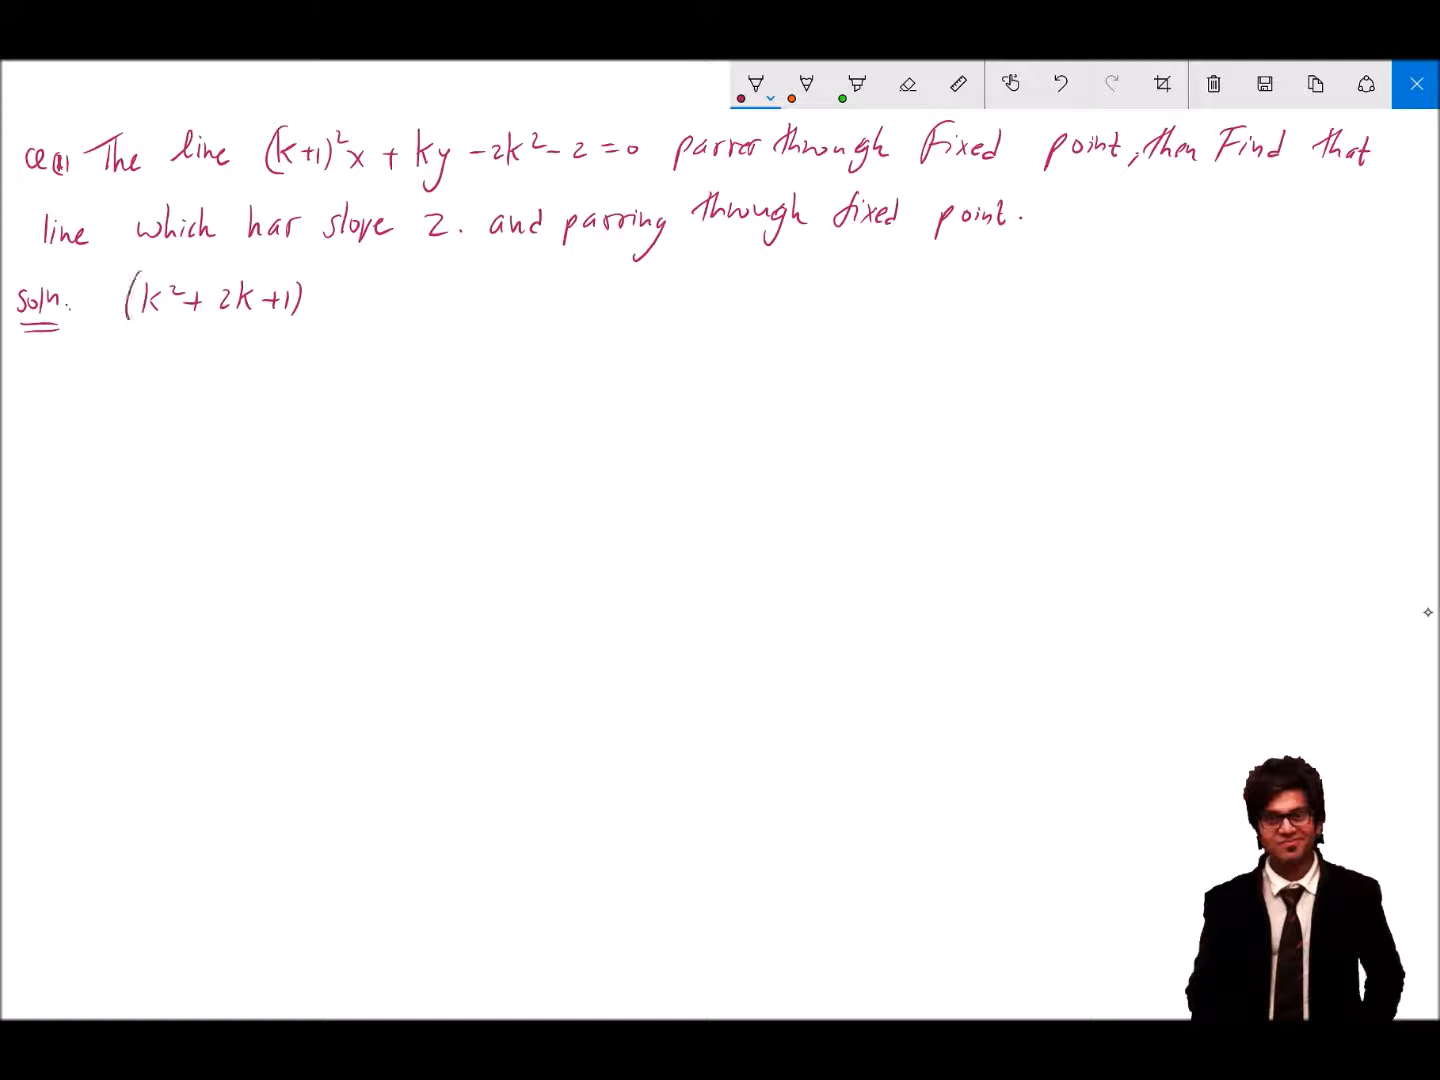 Q(1) The line (k+1)²x + ky - 2k² - 2 = 0 passes through fixed point, then Find that
line which has slope 2. and passing through fixed point.
Soln. (k² + 2k + 1)